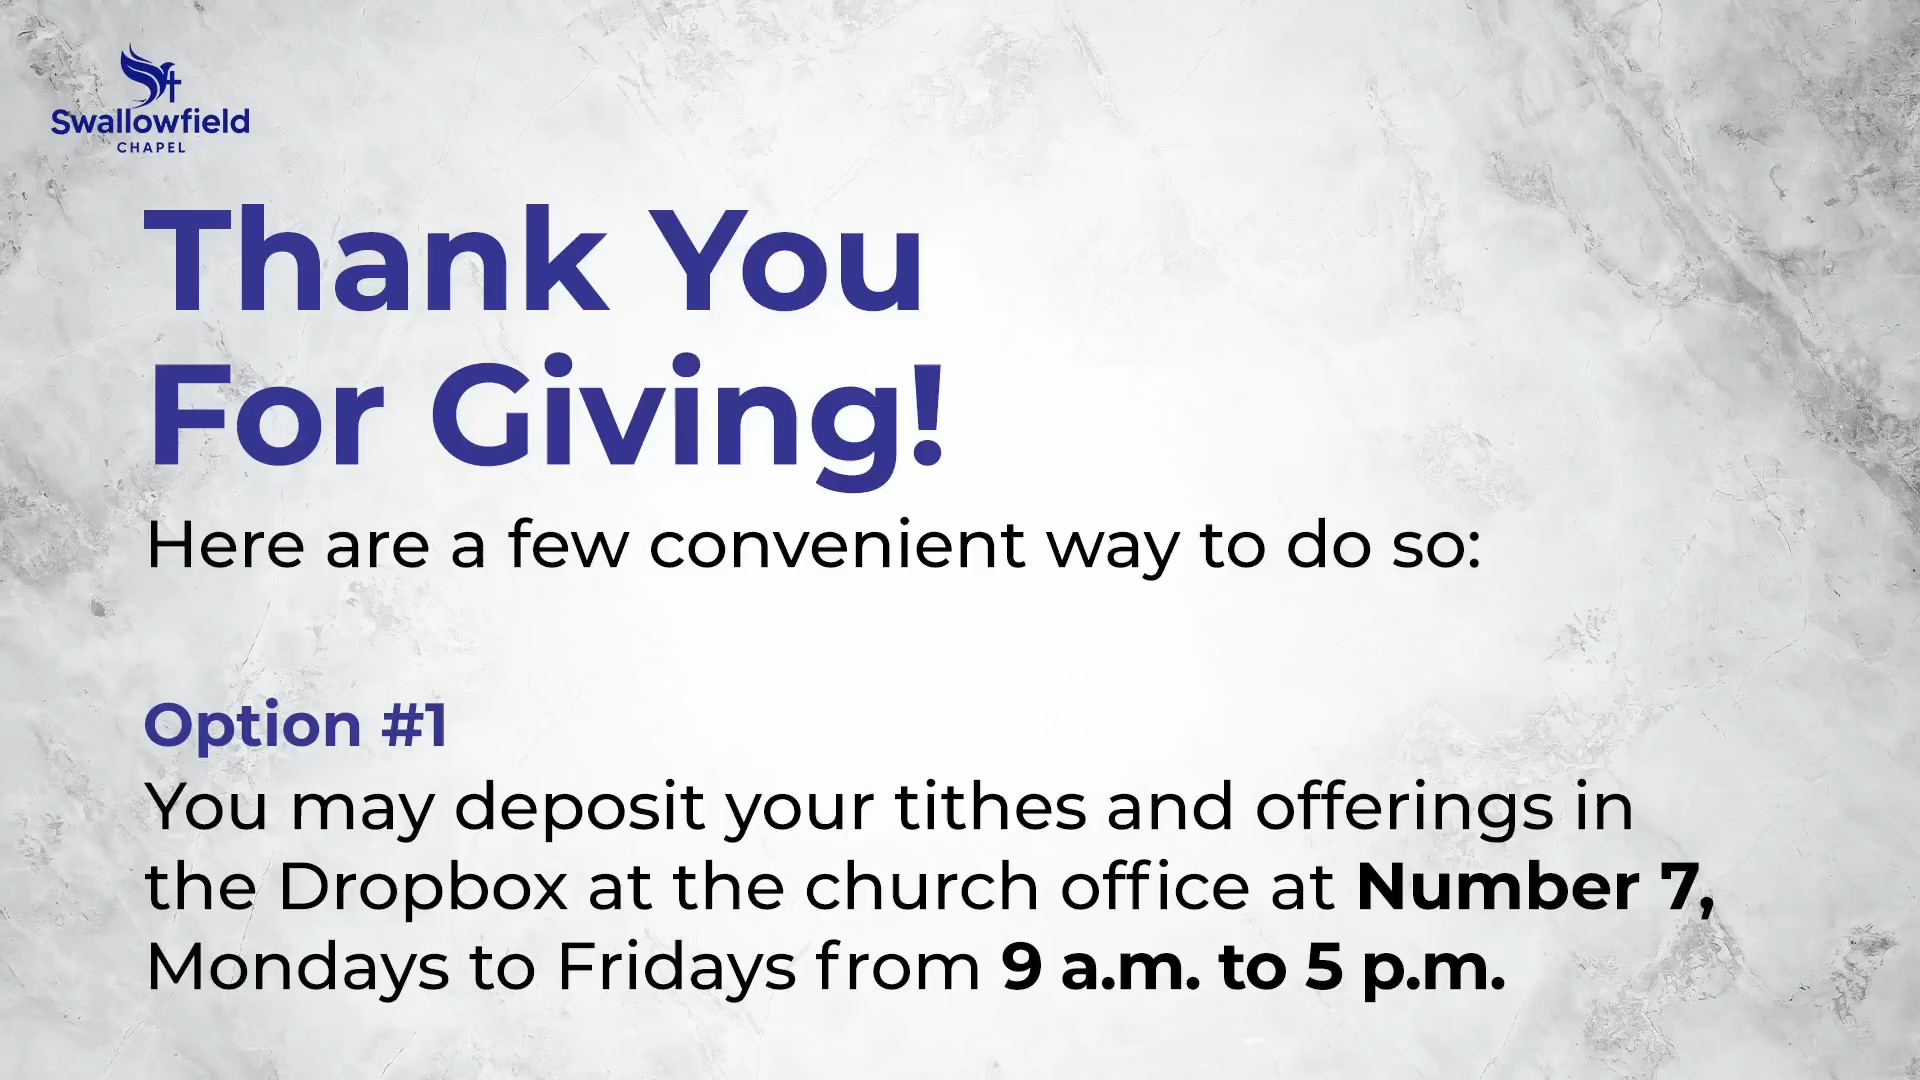 Swallowfield
CHAPEL
Thank You
For Giving!
Here are a few convenient way to do so:
Option #1
You may deposit your tithes and offerings in
the Dropbox at the church office at Number 7,
Mondays to Fridays from 9 a.m. to 5 p.m.